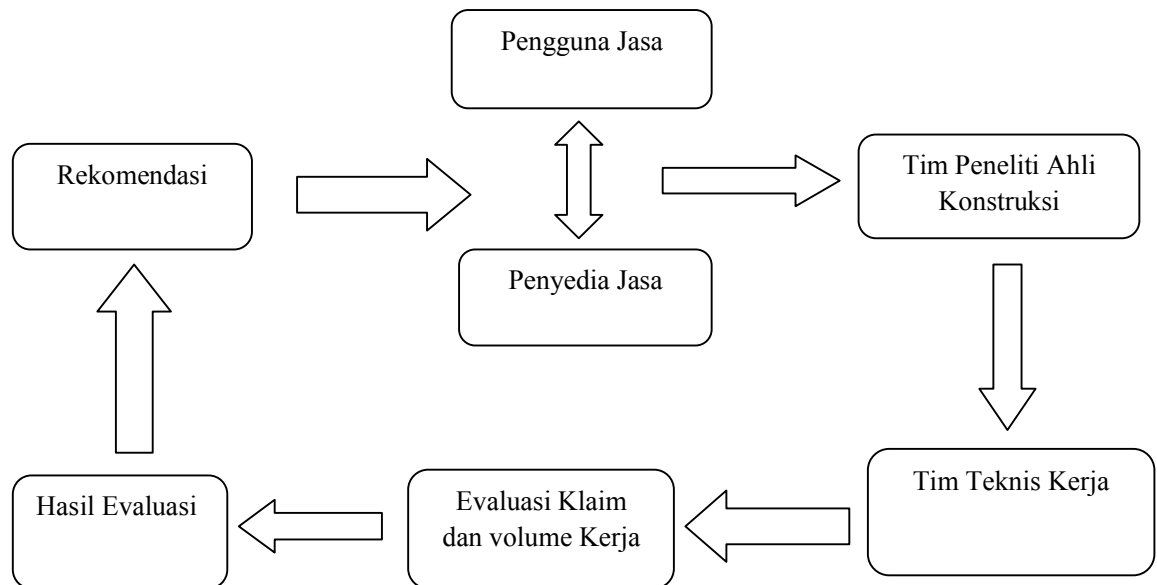 Pengguna Jasa
Rekomendasi
Tim Peneliti Ahli
Konstruksi
Penyedia Jasa
Hasil Evaluasi
Evaluasi Klaim
dan volume Kerja
Tim Teknis Kerja